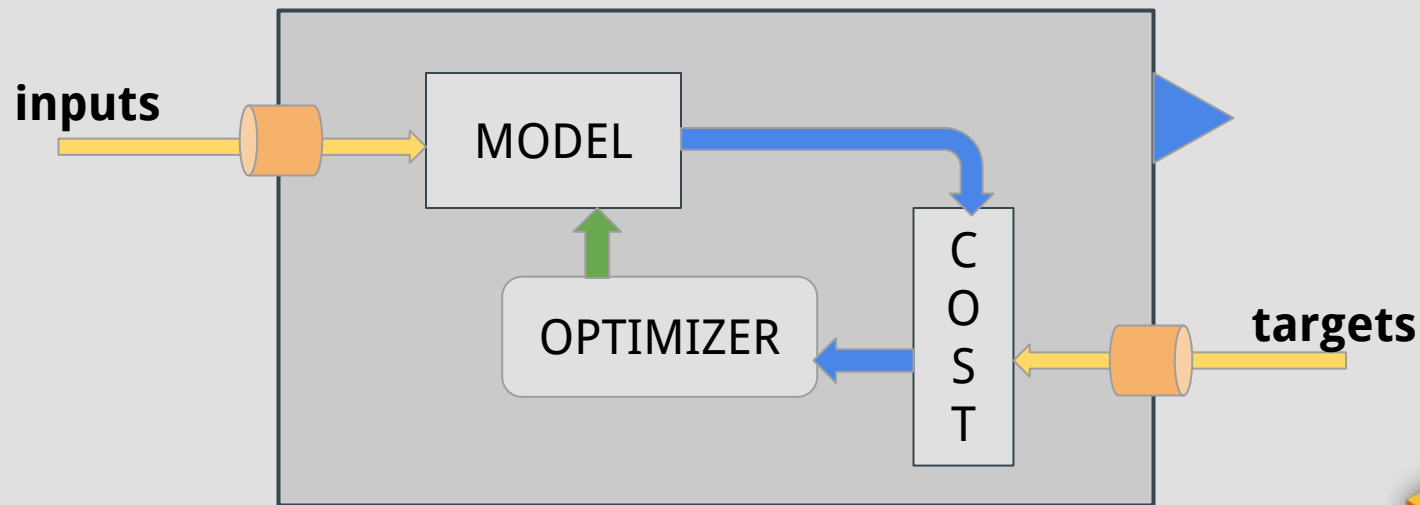 inputs
MODEL
C
O
S
T
OPTIMIZER
targets